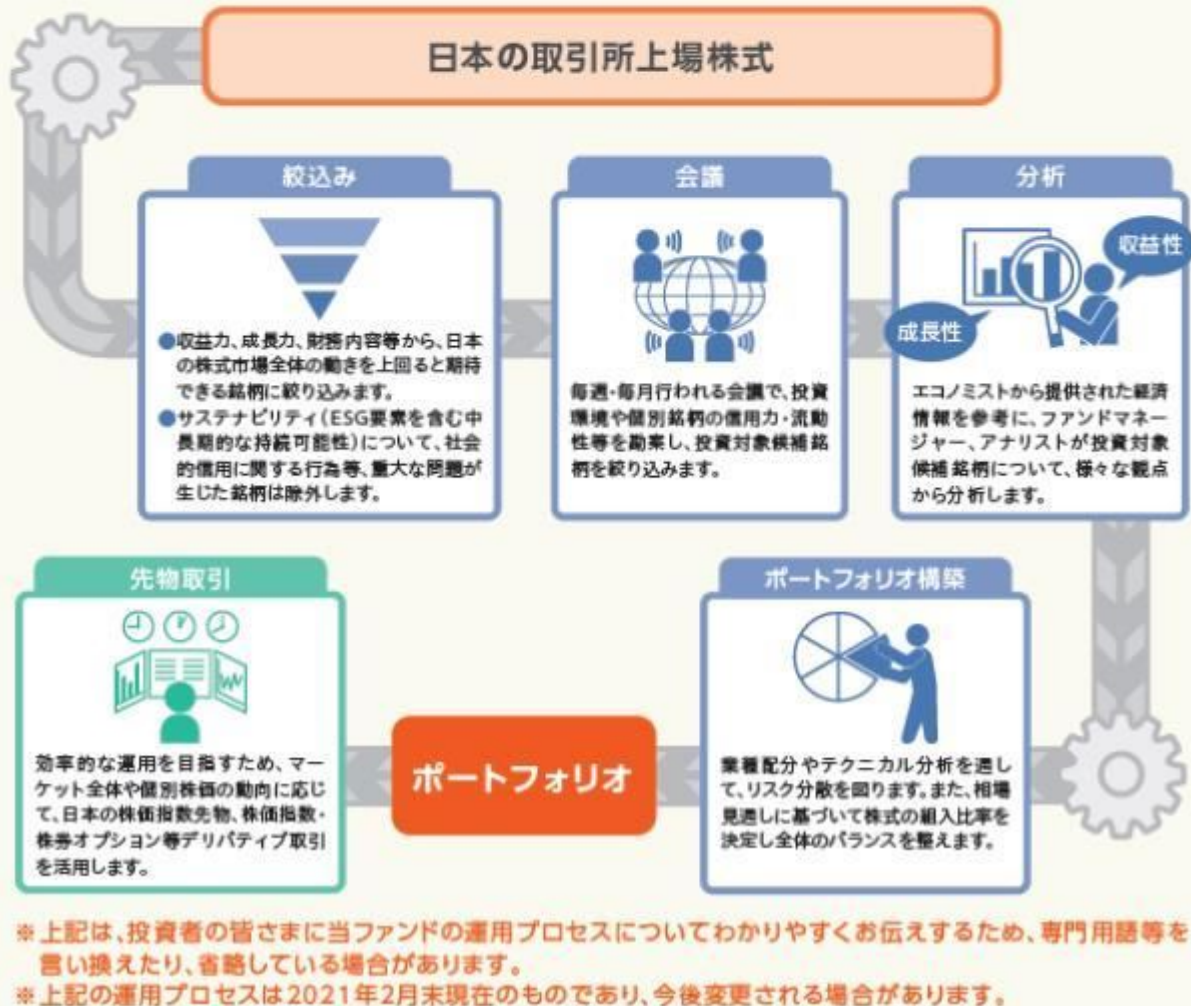 日本の取引所上場株式
絞込み
●収益力、成長力、財務内容等から、日本
の株式市場全体の動きを上回ると期待
できる銘柄に絞り込みます。
●サステナビリティ(ESG要素を含む中
長期的な持続可能性)について、社会
的信用に関する行為等、重大な問題が
生じた銘柄は除外します。
会議
毎週・毎月行われる会議で、投資
環境や個別銘柄の信用力・流動
性等を勘案し、投資対象候補銘
柄を絞り込みます。
分析
収益性
成長性
エコノミストから提供された経済
情報を参考に、ファンドマネー
ジャー、アナリストが投資対象
候補銘柄について、様々な観点
から分析します。
先物取引
効率的な運用を目指すため、マー
ケット全体や個別株価の動向に応じ
て、日本の株価指数先物、株価指数・
株券オプション等デリバティブ取引
を活用します。
ポートフォリオ
ポートフォリオ構築
業種配分やテクニカル分析を通し
て、リスク分散を図ります。また、相場
見通しに基づいて株式の組入比率を
決定し全体のバランスを整えます。
※上記は、投資者の皆さまに当ファンドの運用プロセスについてわかりやすくお伝えするため、専門用語等を
言い換えたり、省略している場合があります。
※上記の運用プロセスは2021年2月末現在のものであり、今後変更される場合があります。